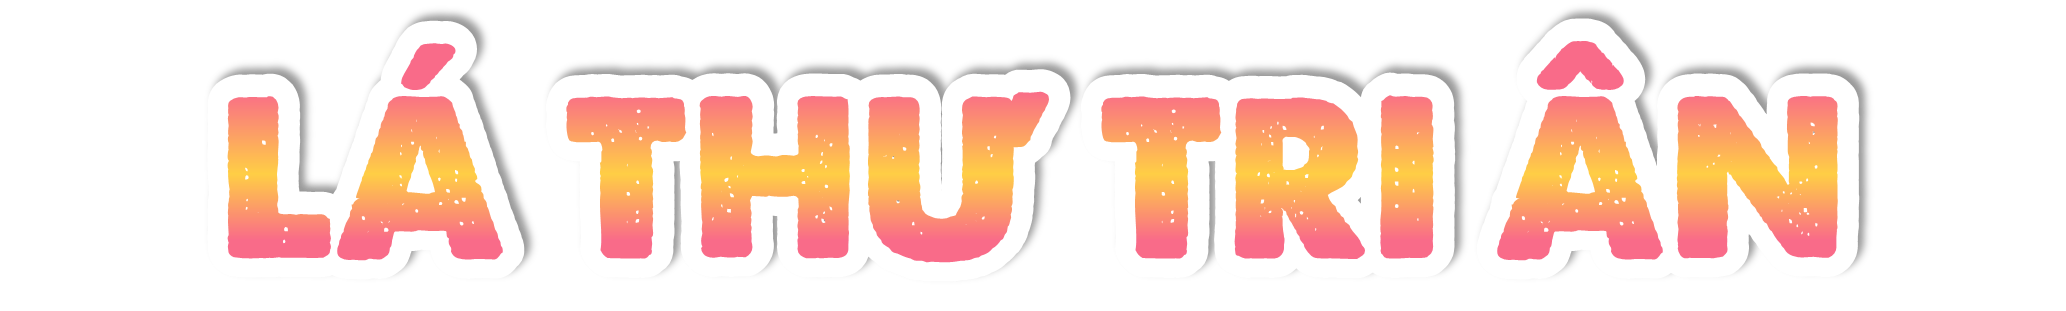 LÁ THƯ TRI ÂN